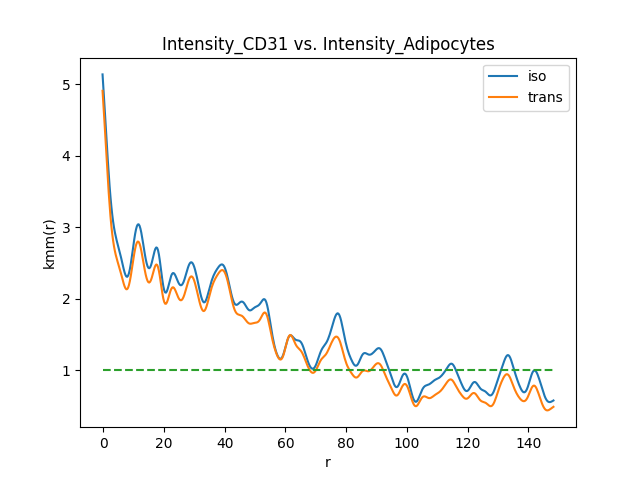 Intensity_CD31 vs. Intensity_Adipocytes
iso
trans
kmm(r)
5
4
3
2
1
0 20 40 60 80 100 120 140
r